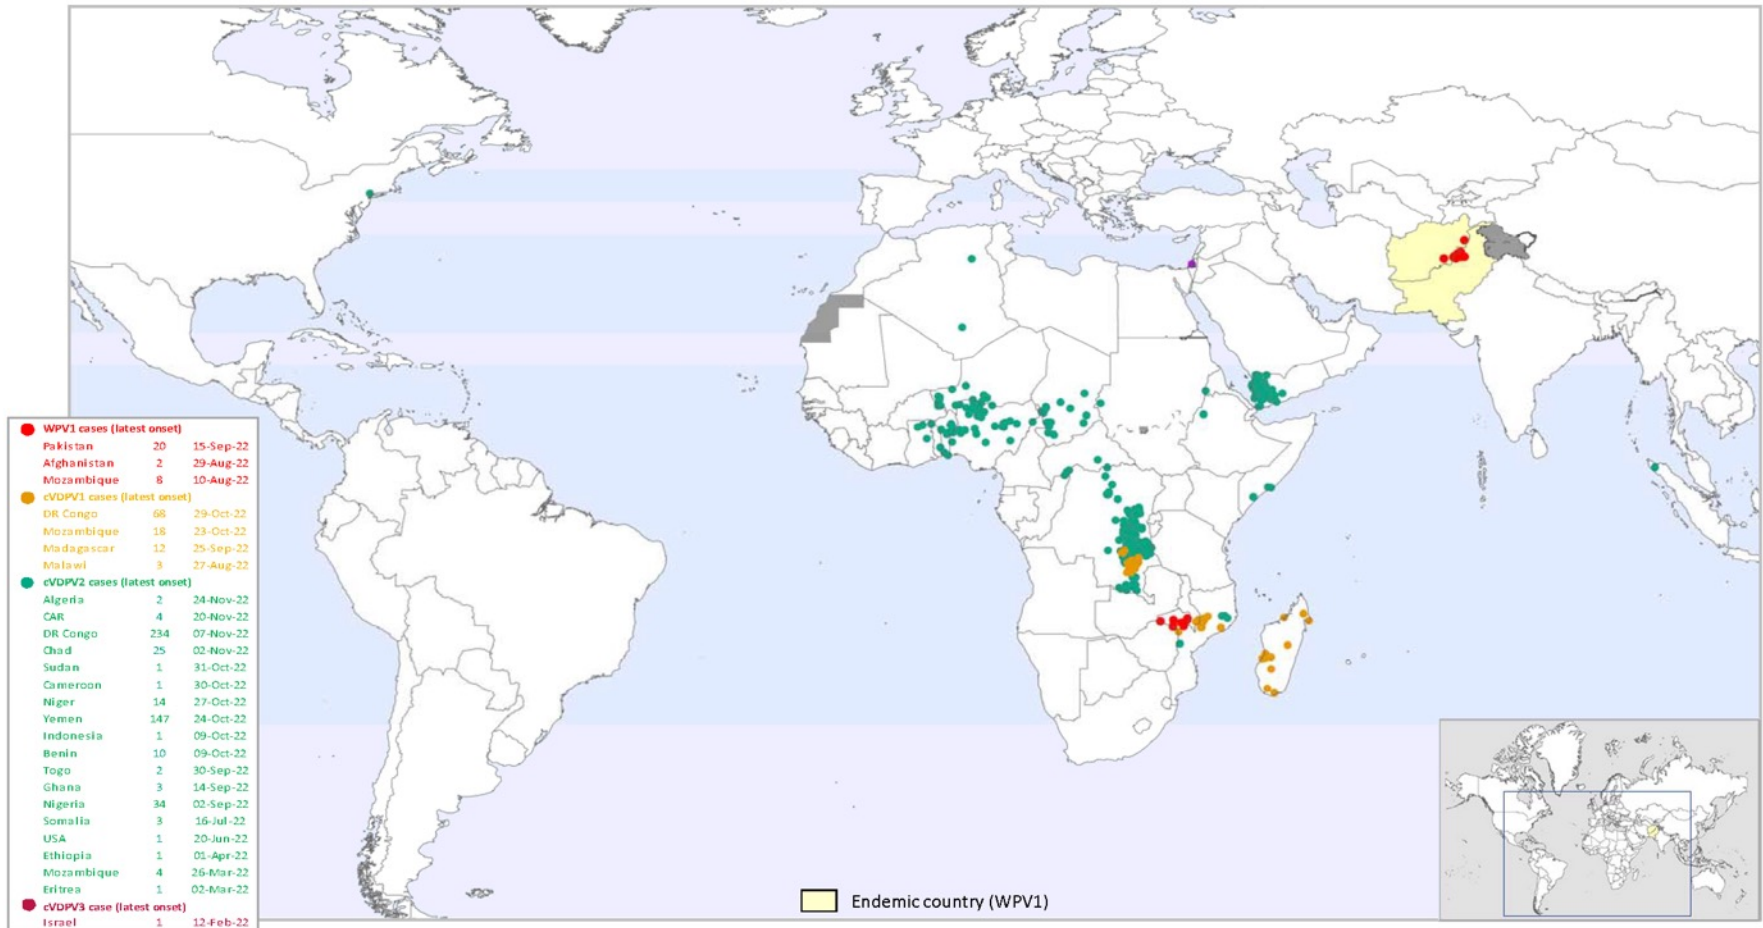 WPV1 cases (latest onset)
Pakistan 20 15-Sep-22
Afghanistan 2 29-Aug-22
Mozambique 8 10-Aug-22
cVDPV1 cases (latest onset)
DR Congo 68 29-Oct-22
Mozambique 18 23-Oct-22
Madagascar 12 25-Sep-22
Malawi 3 27-Aug-22
cVDPV2 cases (latest onset)
Algeria 2 24-Nov-22
CAR 4 20-Nov-22
DR Congo 234 07-Nov-22
Chad 25 02-Nov-22
Sudan 1 31-Oct-22
Cameroon 1 30-Oct-22
Niger 14 27-Oct-22
Yemen 147 24-Oct-22
Indonesia 1 09-Oct-22
Benin 10 09-Oct-22
Togo 2 30-Sep-22
Ghana 3 14-Sep-22
Nigeria 34 02-Sep-22
Somalia 3 16-Jul-22
USA 1 20-Jun-22
Ethiopia 1 01-Apr-22
Mozambique 4 26-Mar-22
Eritrea 1 02-Mar-22
cVDPV3 case (latest onset)
Israel 1 12-Feb-22
Endemic country (WPV1)